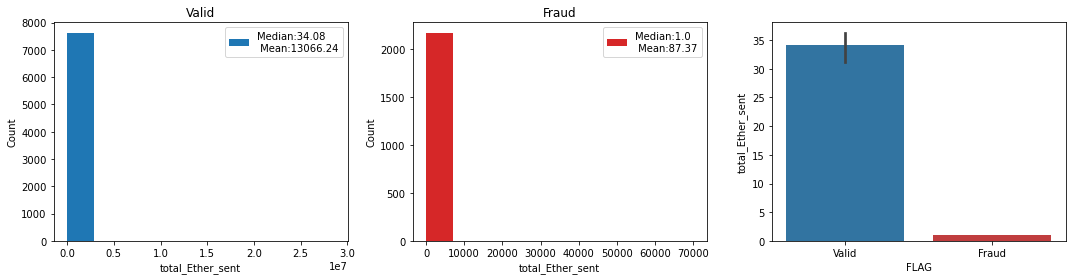 Valid
8000
7000
6000
5000
4000
3000
2000
1000
0
Count
Median:34.08
Mean:13066.24
0.0 0.5 1.0 1.5 2.0 2.5 3.0
1e7
total_Ether_sent
Fraud
2000
1500
1000
500
0
Count
Median:1.0
Mean:87.37
0 10000 20000 30000 40000 50000 60000 70000
total_Ether_sent
35
30
25
20
15
10
5
0
total_Ether_sent
Valid Fraud
FLAG